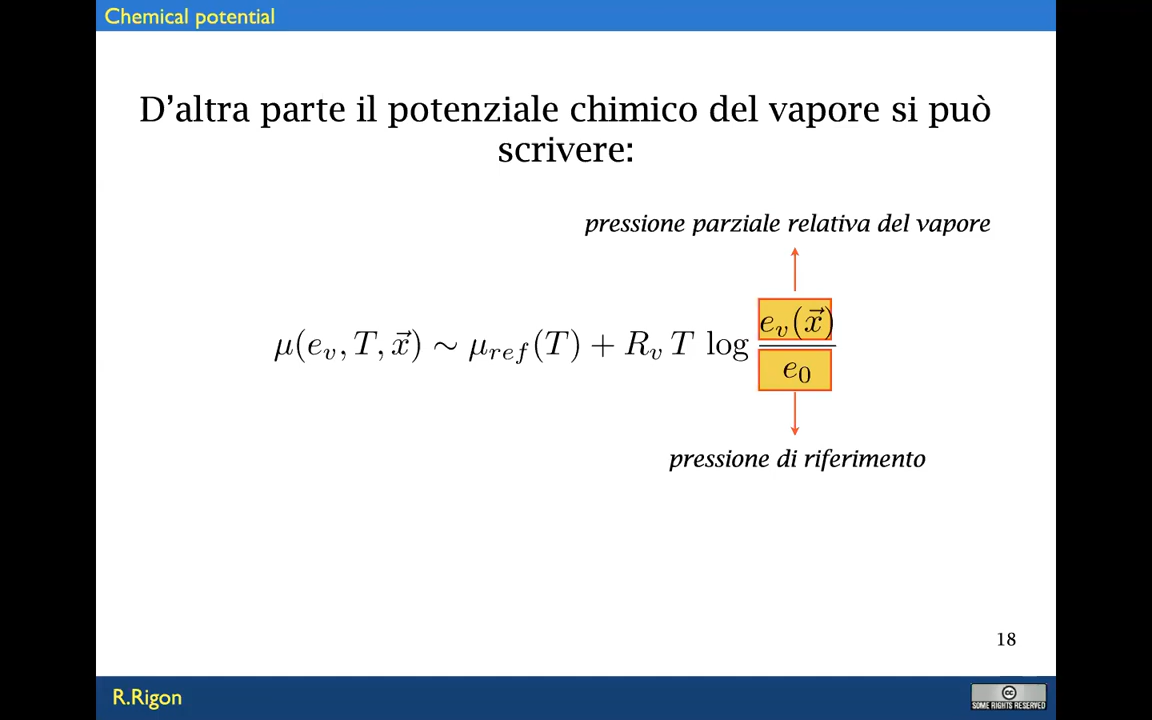 Chemical potential
D’altra parte il potenziale chimico del vapore si può
scrivere:
pressione parziale relativa del vapore
μ(e_v, T, x⃗) ∼ μ_ref(T) + R_v T log e_v(x⃗) / e_0
pressione di riferimento
18
R.Rigon
cc
SOME RIGHTS RESERVED